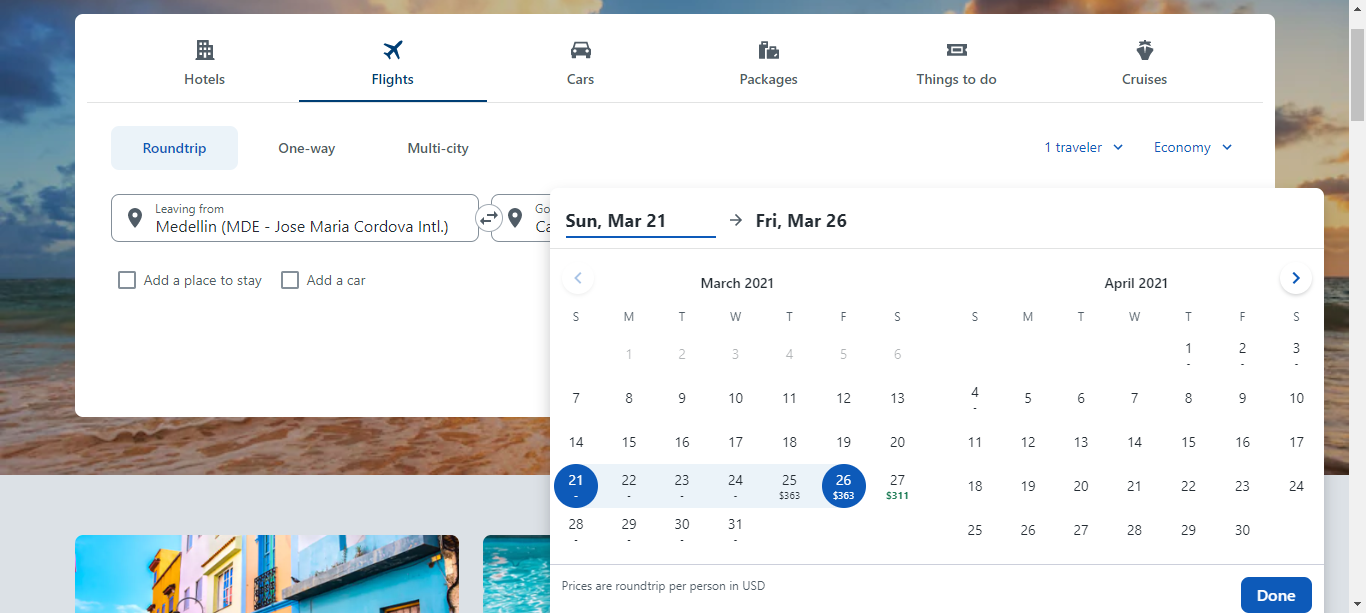 Hotels
Flights
Cars
Packages
Things to do
Cruises
Roundtrip
One-way
Multi-city
1 traveler
Economy
Leaving from
Medellin (MDE - Jose Maria Cordova Intl.)
Go
Ca
Add a place to stay
Add a car
Sun, Mar 21
Fri, Mar 26
March 2021
S M T W T F S
1 2 3 4 5 6
7 8 9 10 11 12 13
14 15 16 17 18 19 20
21 22 23 24 25 26 27
- - - - $363 $363 $311
28 29 30 31
- - - -
April 2021
S M T W T F S
1 2 3
- - -
4 5 6 7 8 9 10
-
11 12 13 14 15 16 17
18 19 20 21 22 23 24
25 26 27 28 29 30
Prices are roundtrip per person in USD
Done